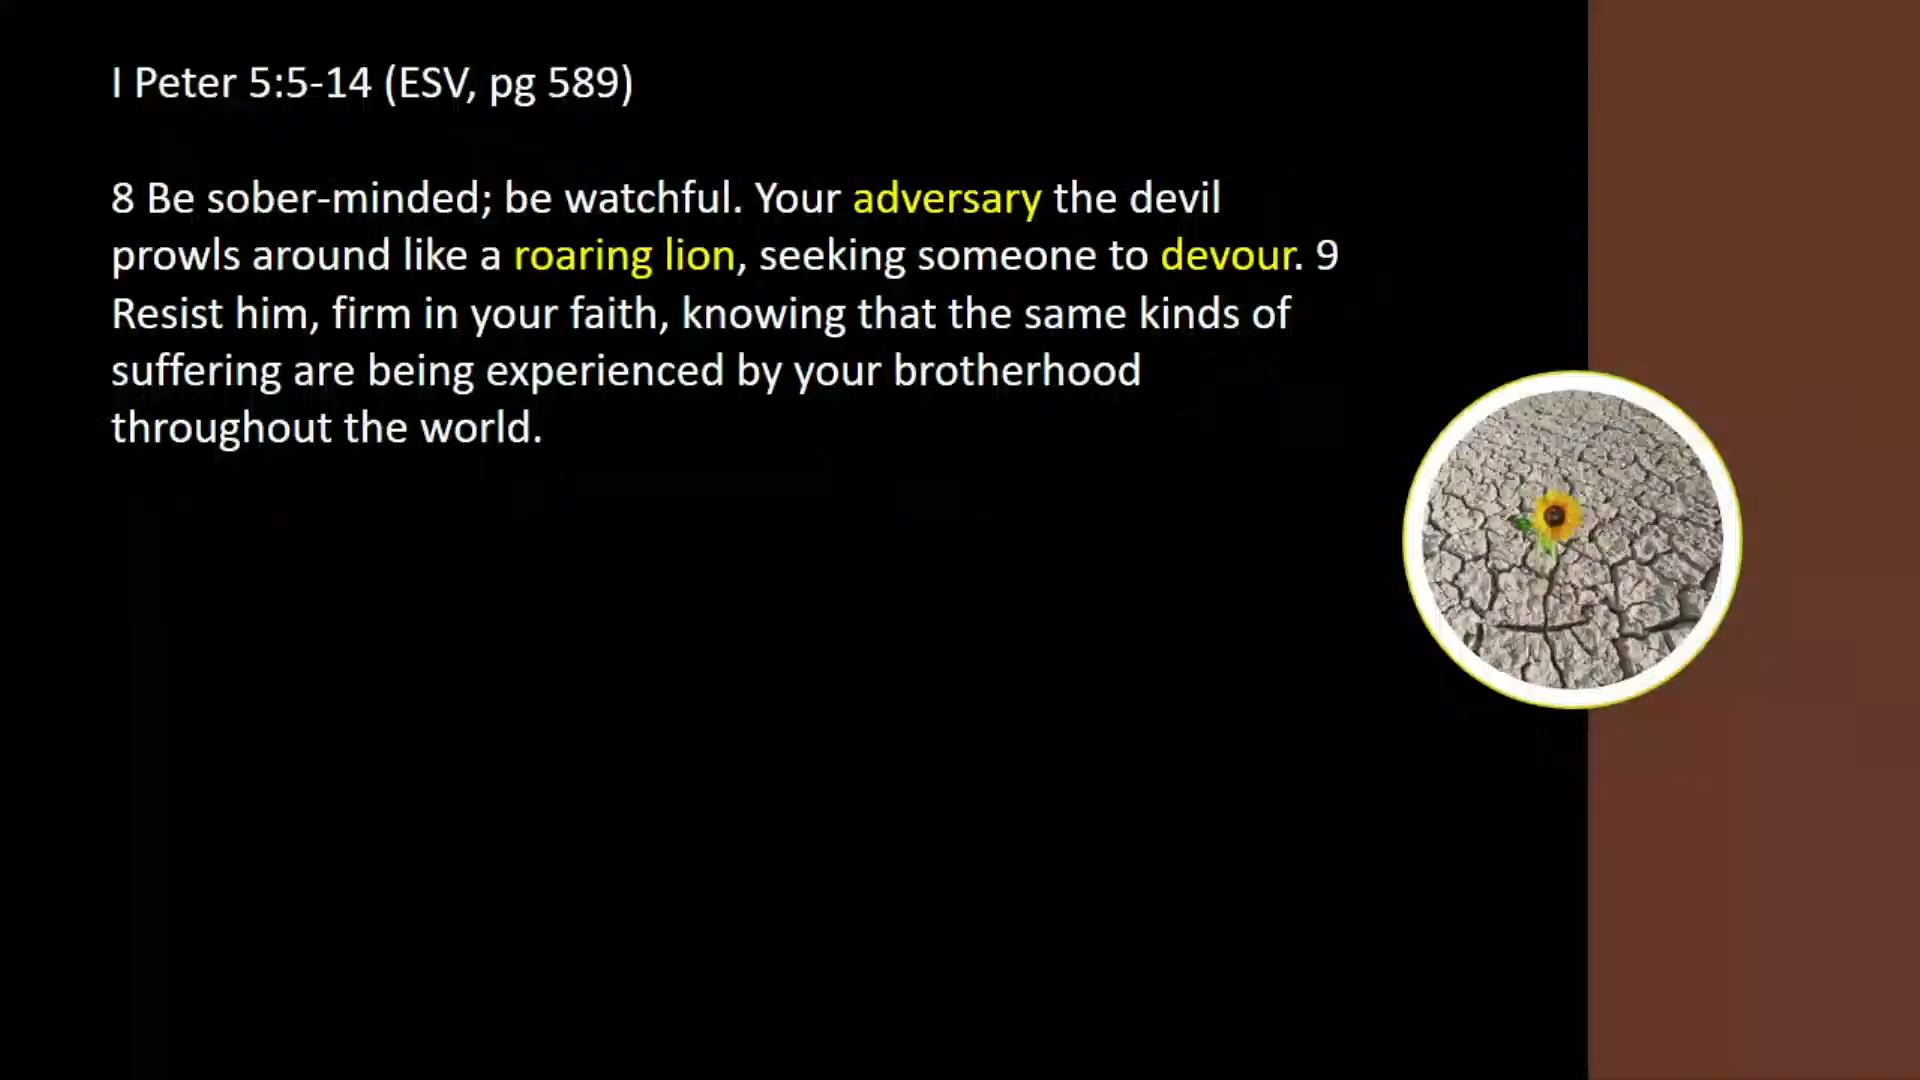 I Peter 5:5-14 (ESV, pg 589)
8 Be sober-minded; be watchful. Your adversary the devil
prowls around like a roaring lion, seeking someone to devour. 9
Resist him, firm in your faith, knowing that the same kinds of
suffering are being experienced by your brotherhood
throughout the world.